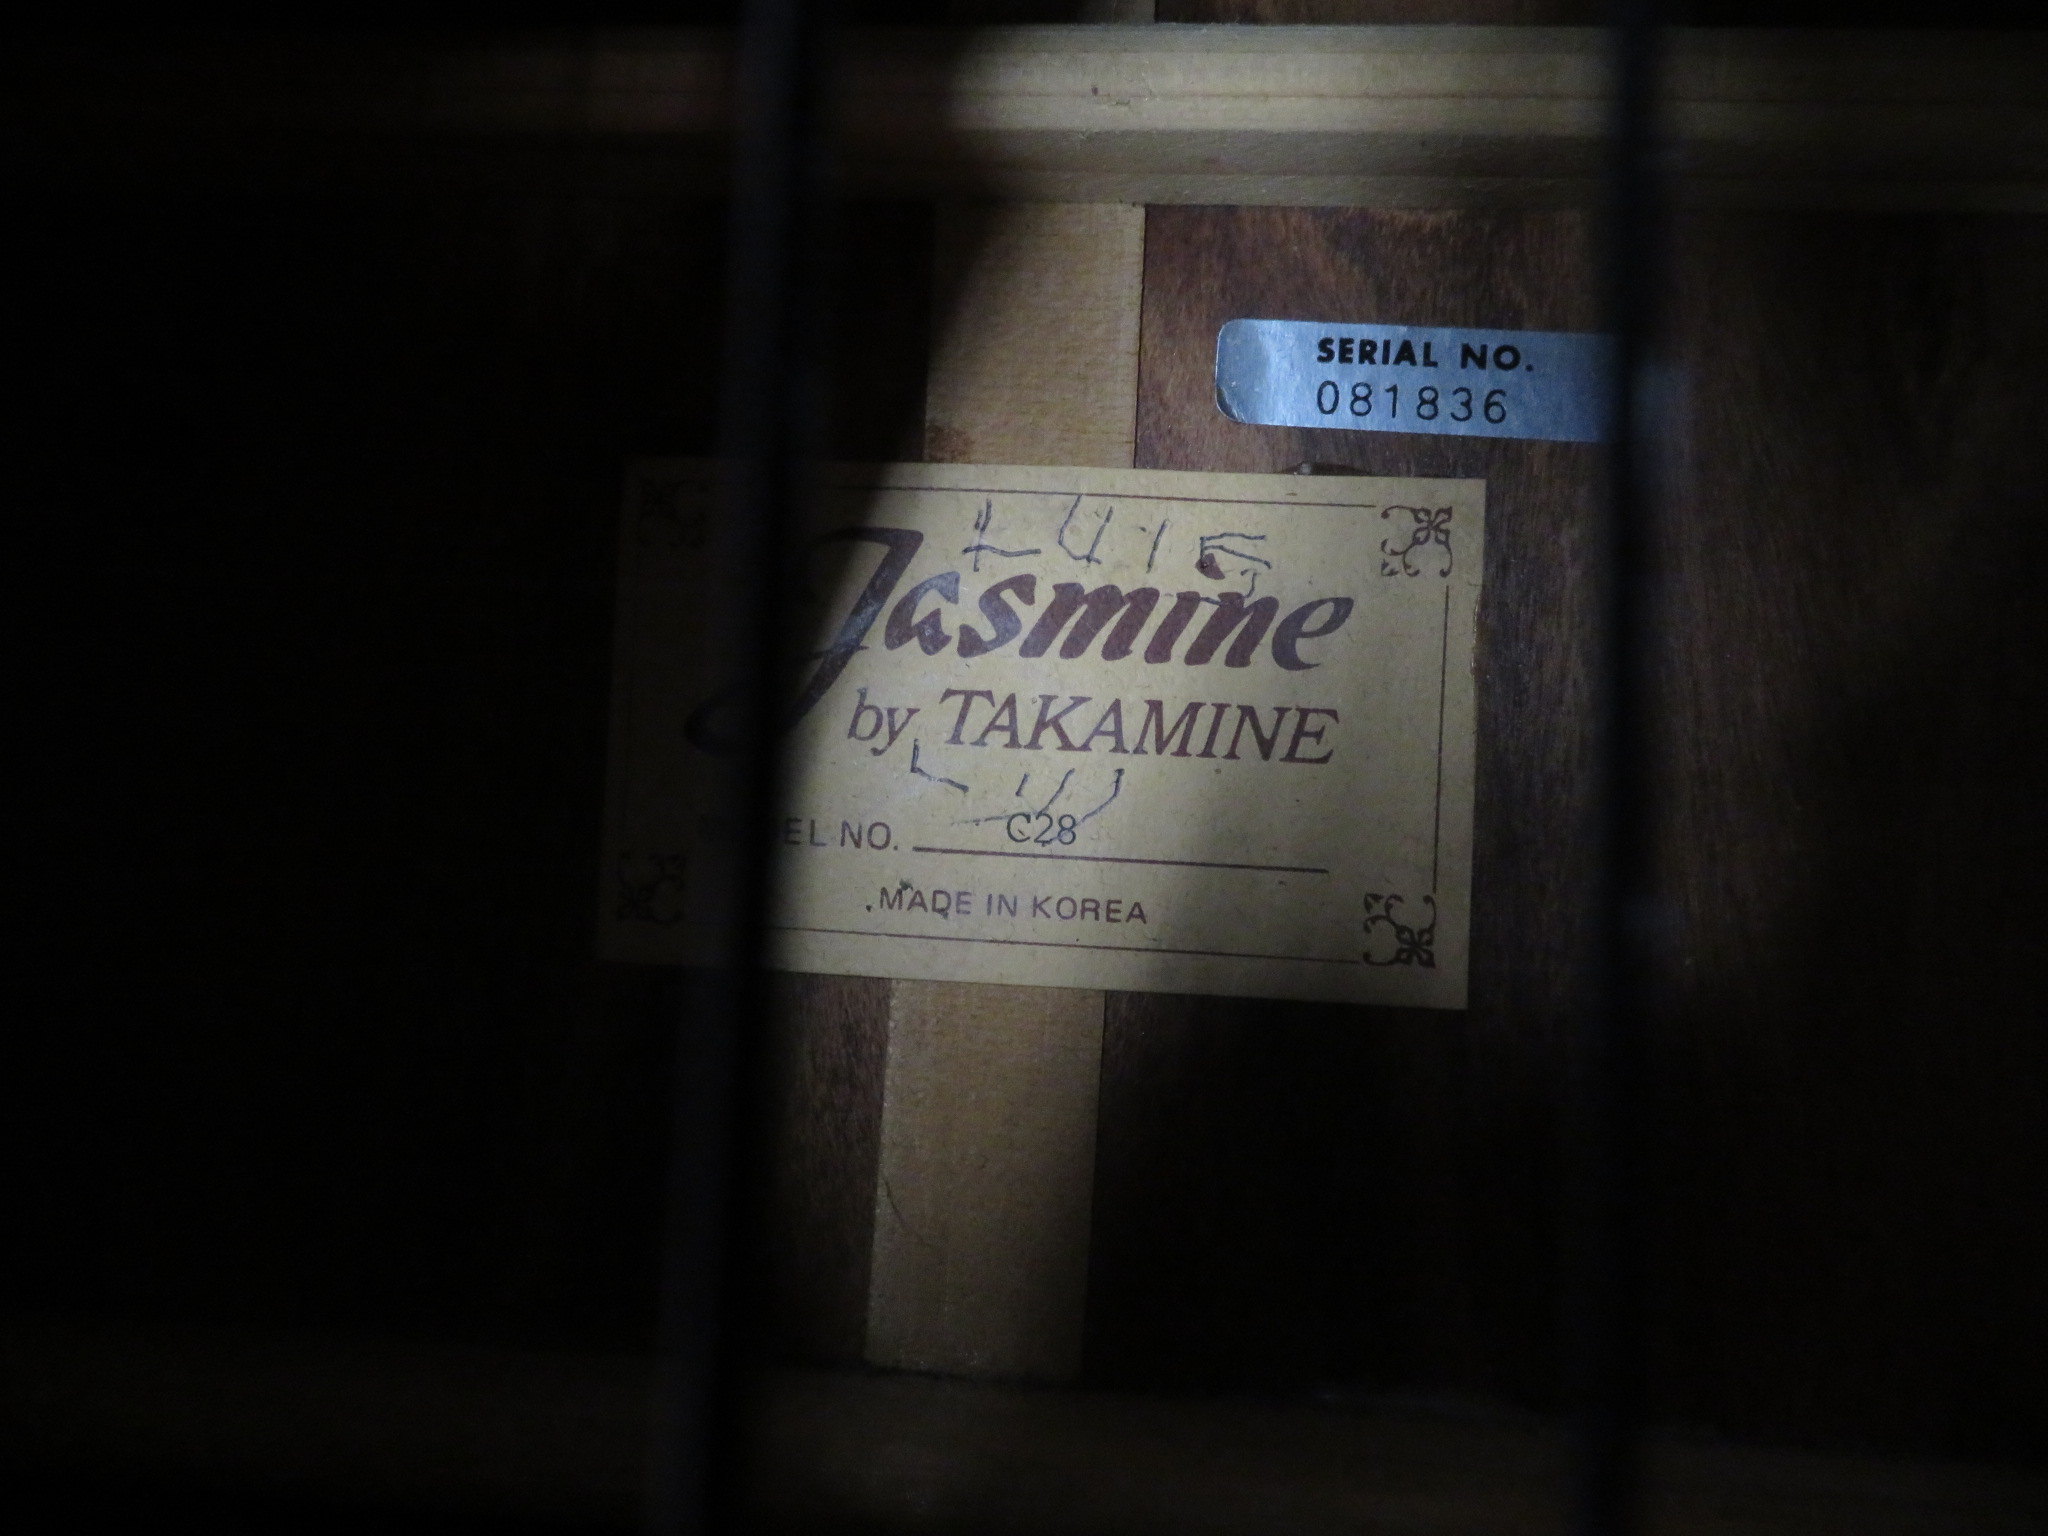 SERIAL NO.
081836
LUIS
Jasmine
by TAKAMINE
EL NO. C28
MADE IN KOREA